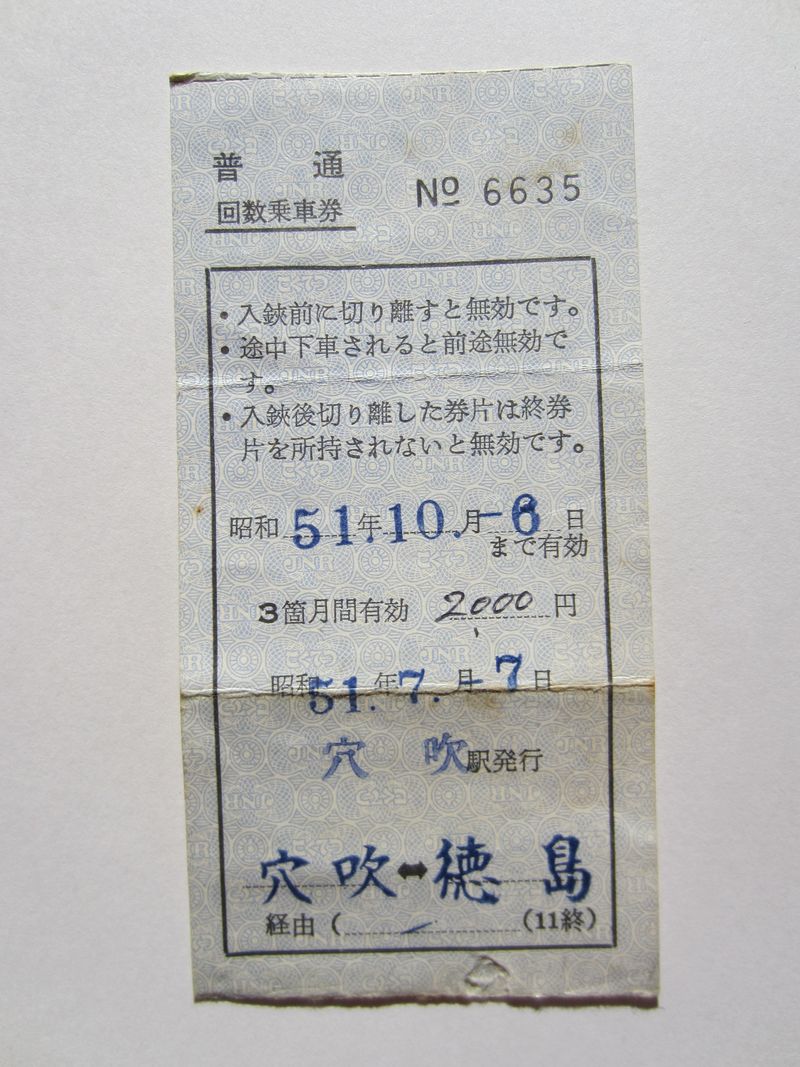 普通
回数乗車券
No 6635
・入鋏前に切り離すと無効です。
・途中下車されると前途無効で
す。
・入鋏後切り離した券片は終券
片を所持されないと無効です。
昭和51.年10.月-6日
まで有効
3箇月間有効 2000円
昭和51.年7.月-7日
穴吹駅発行
穴吹⬌徳島
経由( (11終)